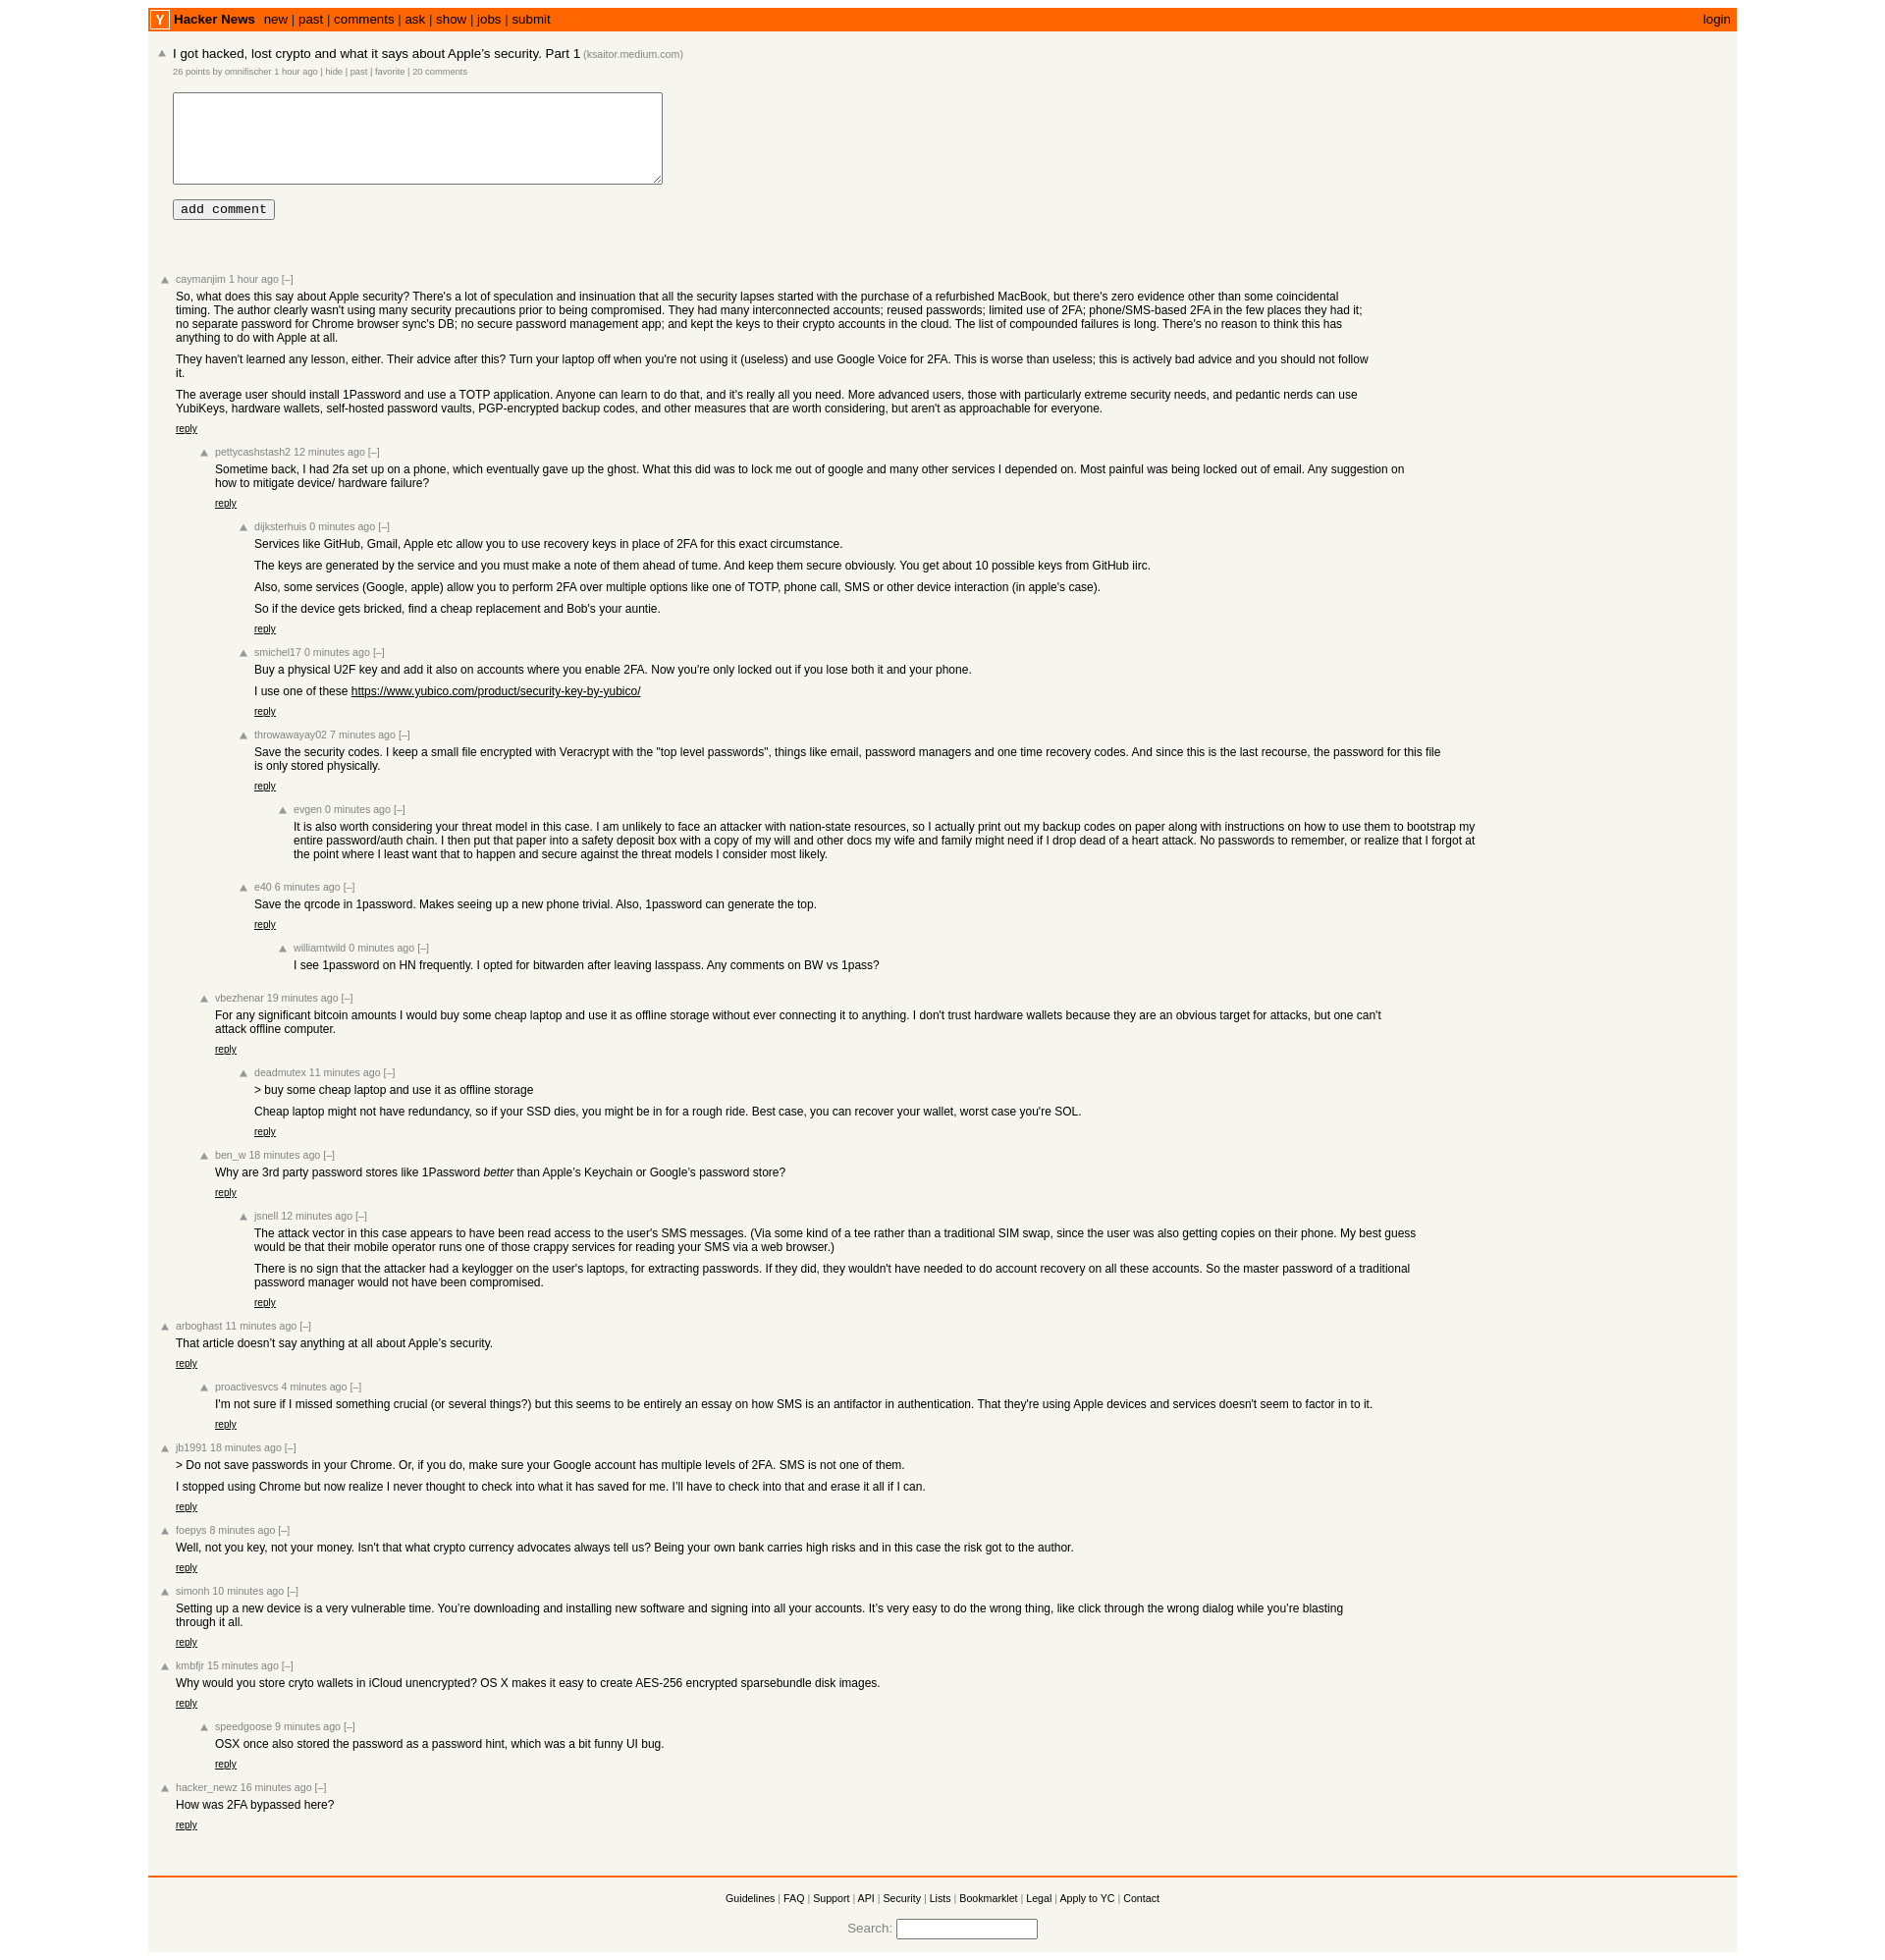 Y Hacker News new | past | comments | ask | show | jobs | submit login
I got hacked, lost crypto and what it says about Apple’s security. Part 1 (ksaitor.medium.com)
26 points by omnifischer 1 hour ago | hide | past | favorite | 20 comments
add comment
caymanjim 1 hour ago [–]
So, what does this say about Apple security? There's a lot of speculation and insinuation that all the security lapses started with the purchase of a refurbished MacBook, but there's zero evidence other than some coincidental
timing. The author clearly wasn't using many security precautions prior to being compromised. They had many interconnected accounts; reused passwords; limited use of 2FA; phone/SMS-based 2FA in the few places they had it;
no separate password for Chrome browser sync's DB; no secure password management app; and kept the keys to their crypto accounts in the cloud. The list of compounded failures is long. There's no reason to think this has
anything to do with Apple at all.
They haven't learned any lesson, either. Their advice after this? Turn your laptop off when you're not using it (useless) and use Google Voice for 2FA. This is worse than useless; this is actively bad advice and you should not follow
it.
The average user should install 1Password and use a TOTP application. Anyone can learn to do that, and it's really all you need. More advanced users, those with particularly extreme security needs, and pedantic nerds can use
YubiKeys, hardware wallets, self-hosted password vaults, PGP-encrypted backup codes, and other measures that are worth considering, but aren't as approachable for everyone.
reply
pettycashstash2 12 minutes ago [–]
Sometime back, I had 2fa set up on a phone, which eventually gave up the ghost. What this did was to lock me out of google and many other services I depended on. Most painful was being locked out of email. Any suggestion on
how to mitigate device/ hardware failure?
reply
dijksterhuis 0 minutes ago [–]
Services like GitHub, Gmail, Apple etc allow you to use recovery keys in place of 2FA for this exact circumstance.
The keys are generated by the service and you must make a note of them ahead of tume. And keep them secure obviously. You get about 10 possible keys from GitHub iirc.
Also, some services (Google, apple) allow you to perform 2FA over multiple options like one of TOTP, phone call, SMS or other device interaction (in apple's case).
So if the device gets bricked, find a cheap replacement and Bob's your auntie.
reply
smichel17 0 minutes ago [–]
Buy a physical U2F key and add it also on accounts where you enable 2FA. Now you're only locked out if you lose both it and your phone.
I use one of these https://www.yubico.com/product/security-key-by-yubico/
reply
throwawayay02 7 minutes ago [–]
Save the security codes. I keep a small file encrypted with Veracrypt with the "top level passwords", things like email, password managers and one time recovery codes. And since this is the last recourse, the password for this file
is only stored physically.
reply
evgen 0 minutes ago [–]
It is also worth considering your threat model in this case. I am unlikely to face an attacker with nation-state resources, so I actually print out my backup codes on paper along with instructions on how to use them to bootstrap my
entire password/auth chain. I then put that paper into a safety deposit box with a copy of my will and other docs my wife and family might need if I drop dead of a heart attack. No passwords to remember, or realize that I forgot at
the point where I least want that to happen and secure against the threat models I consider most likely.
e40 6 minutes ago [–]
Save the qrcode in 1password. Makes seeing up a new phone trivial. Also, 1password can generate the top.
reply
williamtwild 0 minutes ago [–]
I see 1password on HN frequently. I opted for bitwarden after leaving lasspass. Any comments on BW vs 1pass?
vbezhenar 19 minutes ago [–]
For any significant bitcoin amounts I would buy some cheap laptop and use it as offline storage without ever connecting it to anything. I don't trust hardware wallets because they are an obvious target for attacks, but one can't
attack offline computer.
reply
deadmutex 11 minutes ago [–]
> buy some cheap laptop and use it as offline storage
Cheap laptop might not have redundancy, so if your SSD dies, you might be in for a rough ride. Best case, you can recover your wallet, worst case you're SOL.
reply
ben_w 18 minutes ago [–]
Why are 3rd party password stores like 1Password better than Apple’s Keychain or Google’s password store?
reply
jsnell 12 minutes ago [–]
The attack vector in this case appears to have been read access to the user's SMS messages. (Via some kind of a tee rather than a traditional SIM swap, since the user was also getting copies on their phone. My best guess
would be that their mobile operator runs one of those crappy services for reading your SMS via a web browser.)
There is no sign that the attacker had a keylogger on the user's laptops, for extracting passwords. If they did, they wouldn't have needed to do account recovery on all these accounts. So the master password of a traditional
password manager would not have been compromised.
reply
arboghast 11 minutes ago [–]
That article doesn’t say anything at all about Apple’s security.
reply
proactivesvcs 4 minutes ago [–]
I'm not sure if I missed something crucial (or several things?) but this seems to be entirely an essay on how SMS is an antifactor in authentication. That they're using Apple devices and services doesn't seem to factor in to it.
reply
jb1991 18 minutes ago [–]
> Do not save passwords in your Chrome. Or, if you do, make sure your Google account has multiple levels of 2FA. SMS is not one of them.
I stopped using Chrome but now realize I never thought to check into what it has saved for me. I’ll have to check into that and erase it all if I can.
reply
foepys 8 minutes ago [–]
Well, not you key, not your money. Isn't that what crypto currency advocates always tell us? Being your own bank carries high risks and in this case the risk got to the author.
reply
simonh 10 minutes ago [–]
Setting up a new device is a very vulnerable time. You’re downloading and installing new software and signing into all your accounts. It’s very easy to do the wrong thing, like click through the wrong dialog while you’re blasting
through it all.
reply
kmbfjr 15 minutes ago [–]
Why would you store cryto wallets in iCloud unencrypted? OS X makes it easy to create AES-256 encrypted sparsebundle disk images.
reply
speedgoose 9 minutes ago [–]
OSX once also stored the password as a password hint, which was a bit funny UI bug.
reply
hacker_newz 16 minutes ago [–]
How was 2FA bypassed here?
reply
Guidelines | FAQ | Support | API | Security | Lists | Bookmarklet | Legal | Apply to YC | Contact
Search: